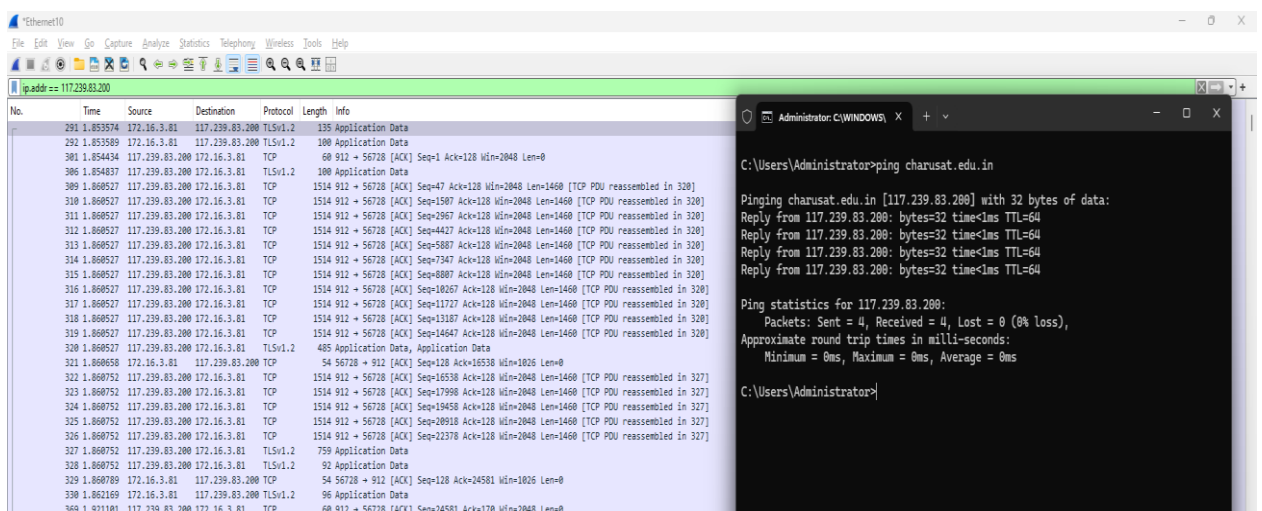 *Ethernet10
File Edit View Go Capture Analyze Statistics Telephony Wireless Tools Help
ip.addr == 117.239.83.200
No. Time Source Destination Protocol Length Info
291 1.853574 172.16.3.81 117.239.83.200 TLSv1.2 135 Application Data
292 1.853589 172.16.3.81 117.239.83.200 TLSv1.2 100 Application Data
301 1.854434 117.239.83.200 172.16.3.81 TCP 60 912 → 56728 [ACK] Seq=1 Ack=128 Win=2048 Len=0
306 1.854837 117.239.83.200 172.16.3.81 TLSv1.2 100 Application Data
309 1.860527 117.239.83.200 172.16.3.81 TCP 1514 912 → 56728 [ACK] Seq=47 Ack=128 Win=2048 Len=1460 [TCP PDU reassembled in 320]
310 1.860527 117.239.83.200 172.16.3.81 TCP 1514 912 → 56728 [ACK] Seq=1507 Ack=128 Win=2048 Len=1460 [TCP PDU reassembled in 320]
311 1.860527 117.239.83.200 172.16.3.81 TCP 1514 912 → 56728 [ACK] Seq=2967 Ack=128 Win=2048 Len=1460 [TCP PDU reassembled in 320]
312 1.860527 117.239.83.200 172.16.3.81 TCP 1514 912 → 56728 [ACK] Seq=4427 Ack=128 Win=2048 Len=1460 [TCP PDU reassembled in 320]
313 1.860527 117.239.83.200 172.16.3.81 TCP 1514 912 → 56728 [ACK] Seq=5887 Ack=128 Win=2048 Len=1460 [TCP PDU reassembled in 320]
314 1.860527 117.239.83.200 172.16.3.81 TCP 1514 912 → 56728 [ACK] Seq=7347 Ack=128 Win=2048 Len=1460 [TCP PDU reassembled in 320]
315 1.860527 117.239.83.200 172.16.3.81 TCP 1514 912 → 56728 [ACK] Seq=8807 Ack=128 Win=2048 Len=1460 [TCP PDU reassembled in 320]
316 1.860527 117.239.83.200 172.16.3.81 TCP 1514 912 → 56728 [ACK] Seq=10267 Ack=128 Win=2048 Len=1460 [TCP PDU reassembled in 320]
317 1.860527 117.239.83.200 172.16.3.81 TCP 1514 912 → 56728 [ACK] Seq=11727 Ack=128 Win=2048 Len=1460 [TCP PDU reassembled in 320]
318 1.860527 117.239.83.200 172.16.3.81 TCP 1514 912 → 56728 [ACK] Seq=13187 Ack=128 Win=2048 Len=1460 [TCP PDU reassembled in 320]
319 1.860527 117.239.83.200 172.16.3.81 TCP 1514 912 → 56728 [ACK] Seq=14647 Ack=128 Win=2048 Len=1460 [TCP PDU reassembled in 320]
320 1.860527 117.239.83.200 172.16.3.81 TLSv1.2 485 Application Data, Application Data
321 1.860658 172.16.3.81 117.239.83.200 TCP 54 56728 → 912 [ACK] Seq=128 Ack=16538 Win=1026 Len=0
322 1.860752 117.239.83.200 172.16.3.81 TCP 1514 912 → 56728 [ACK] Seq=16538 Ack=128 Win=2048 Len=1460 [TCP PDU reassembled in 327]
323 1.860752 117.239.83.200 172.16.3.81 TCP 1514 912 → 56728 [ACK] Seq=17998 Ack=128 Win=2048 Len=1460 [TCP PDU reassembled in 327]
324 1.860752 117.239.83.200 172.16.3.81 TCP 1514 912 → 56728 [ACK] Seq=19458 Ack=128 Win=2048 Len=1460 [TCP PDU reassembled in 327]
325 1.860752 117.239.83.200 172.16.3.81 TCP 1514 912 → 56728 [ACK] Seq=20918 Ack=128 Win=2048 Len=1460 [TCP PDU reassembled in 327]
326 1.860752 117.239.83.200 172.16.3.81 TCP 1514 912 → 56728 [ACK] Seq=22378 Ack=128 Win=2048 Len=1460 [TCP PDU reassembled in 327]
327 1.860752 117.239.83.200 172.16.3.81 TLSv1.2 759 Application Data
328 1.860752 117.239.83.200 172.16.3.81 TLSv1.2 92 Application Data
329 1.860789 172.16.3.81 117.239.83.200 TCP 54 56728 → 912 [ACK] Seq=128 Ack=24581 Win=1026 Len=0
330 1.862169 172.16.3.81 117.239.83.200 TLSv1.2 96 Application Data
369 1.921101 117.239.83.200 172.16.3.81 TCP 60 912 → 56728 [ACK] Seq=24581 Ack=170 Win=2048 Len=0
Administrator: C:\WINDOWS\
C:\Users\Administrator>ping charusat.edu.in
Pinging charusat.edu.in [117.239.83.200] with 32 bytes of data:
Reply from 117.239.83.200: bytes=32 time<1ms TTL=64
Reply from 117.239.83.200: bytes=32 time<1ms TTL=64
Reply from 117.239.83.200: bytes=32 time<1ms TTL=64
Reply from 117.239.83.200: bytes=32 time<1ms TTL=64
Ping statistics for 117.239.83.200:
Packets: Sent = 4, Received = 4, Lost = 0 (0% loss),
Approximate round trip times in milli-seconds:
Minimum = 0ms, Maximum = 0ms, Average = 0ms
C:\Users\Administrator>